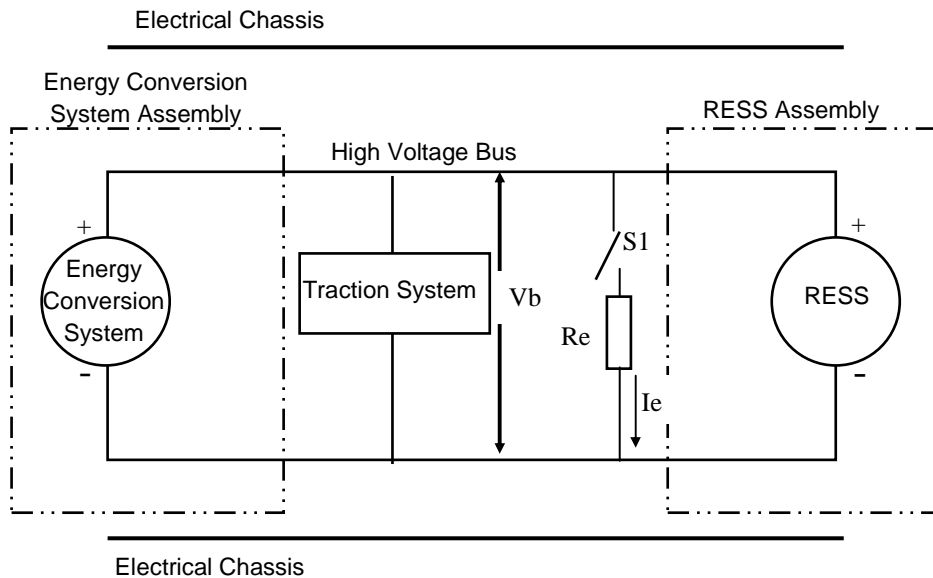 Electrical Chassis
Energy Conversion
System Assembly
RESS Assembly
High Voltage Bus
+
Energy
Conversion
System
-
Traction System
Vb
S1
Re
Ie
+
RESS
-
Electrical Chassis